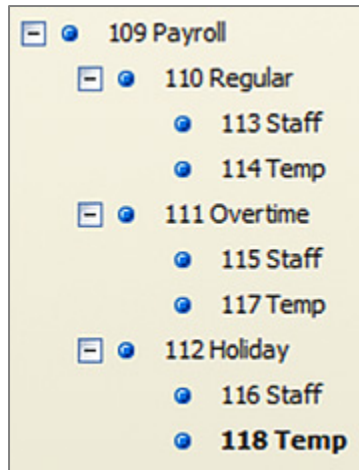 109 Payroll
110 Regular
113 Staff
114 Temp
111 Overtime
115 Staff
117 Temp
112 Holiday
116 Staff
118 Temp